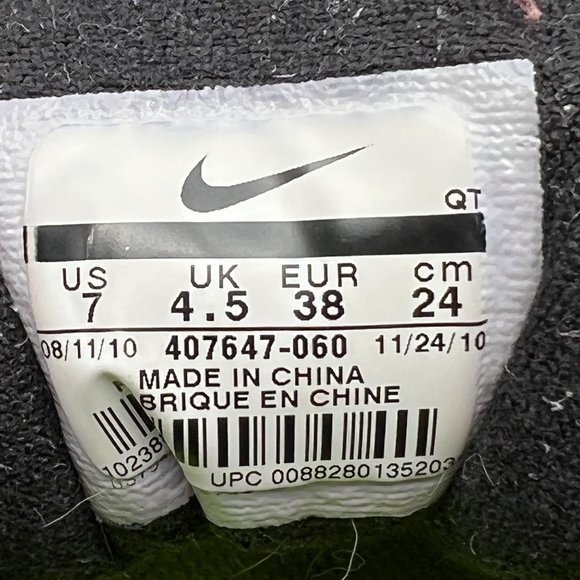 QT
US UK EUR cm
7 4.5 38 24
08/11/10 407647-060 11/24/10
MADE IN CHINA
BRIQUE EN CHINE
UPC 0088280135203